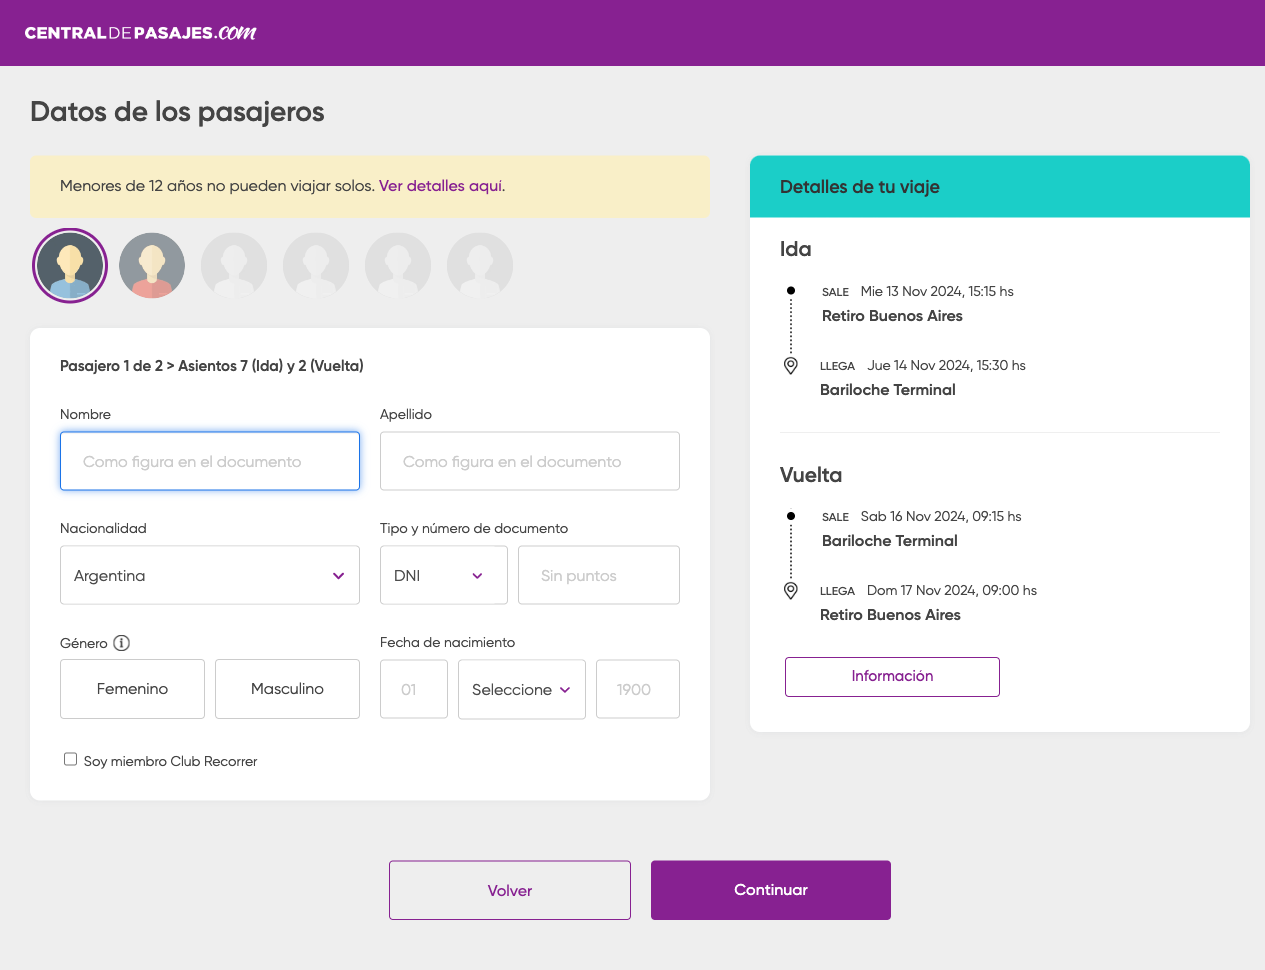 CENTRALDEPASAJES.com
Datos de los pasajeros
Menores de 12 años no pueden viajar solos. Ver detalles aquí.
Pasajero 1 de 2 > Asientos 7 (Ida) y 2 (Vuelta)
Nombre
Apellido
Como figura en el documento
Como figura en el documento
Nacionalidad
Tipo y número de documento
Argentina
DNI
Sin puntos
Género
Fecha de nacimiento
Femenino
Masculino
01
Seleccione
1900
Soy miembro Club Recorrer
Detalles de tu viaje
Ida
SALE Mie 13 Nov 2024, 15:15 hs
Retiro Buenos Aires
LLEGA Jue 14 Nov 2024, 15:30 hs
Bariloche Terminal
Vuelta
SALE Sab 16 Nov 2024, 09:15 hs
Bariloche Terminal
LLEGA Dom 17 Nov 2024, 09:00 hs
Retiro Buenos Aires
Información
Volver
Continuar